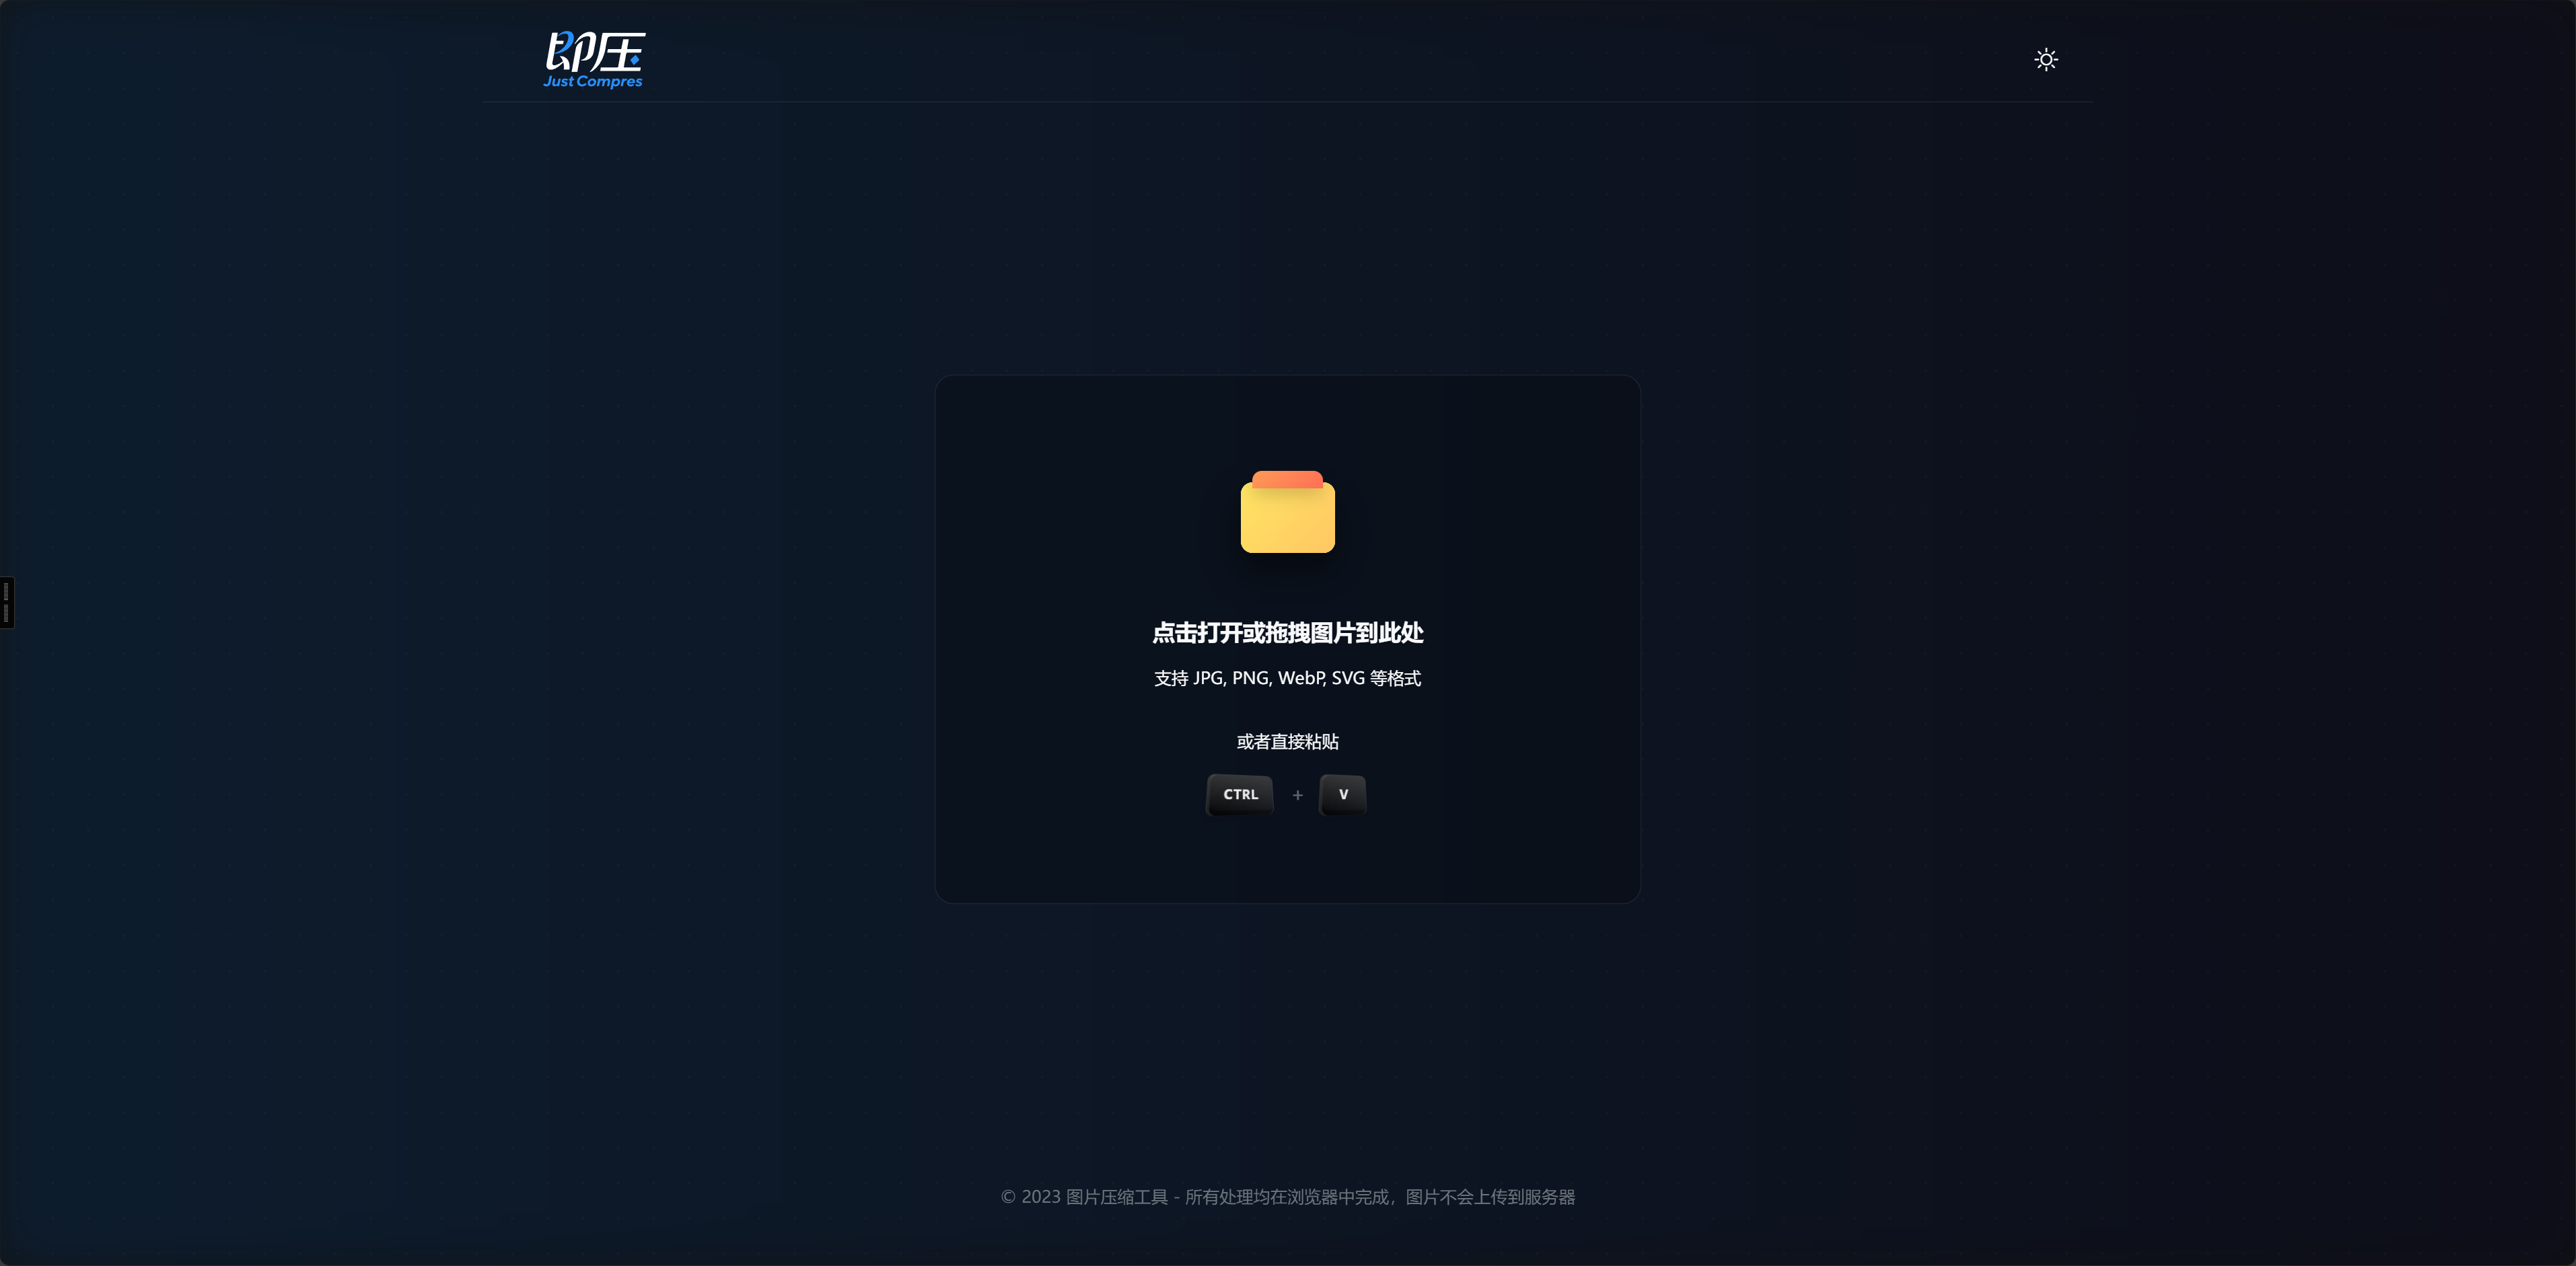 即压
Just Compres
点击打开或拖拽图片到此处
支持 JPG, PNG, WebP, SVG 等格式
或者直接粘贴
CTRL + V
© 2023 图片压缩工具 - 所有处理均在浏览器中完成，图片不会上传到服务器